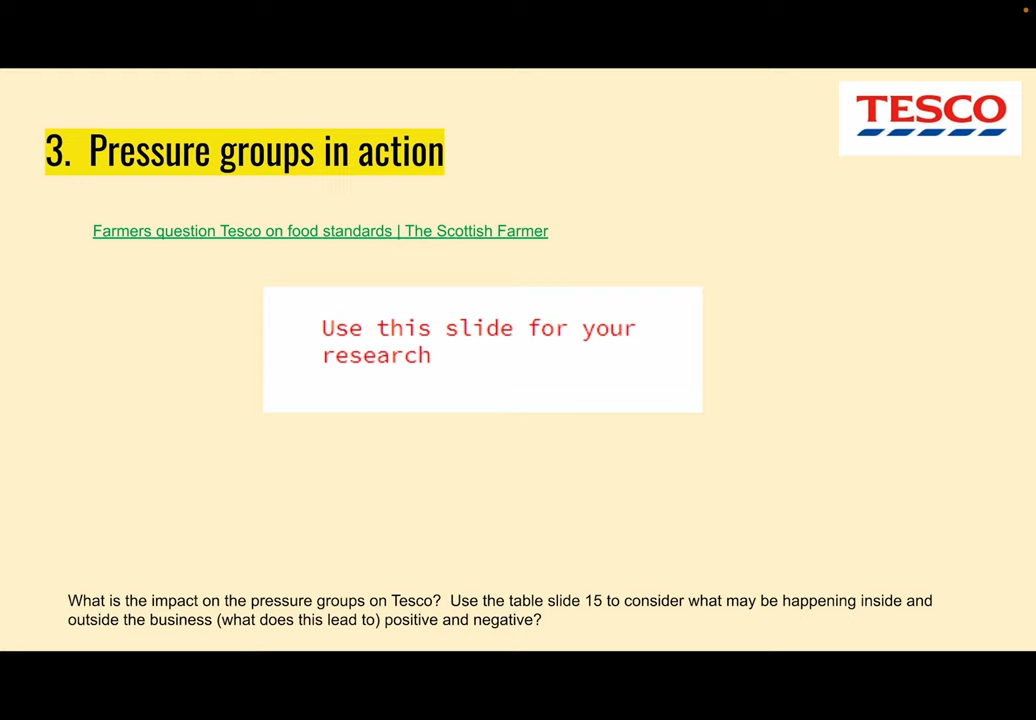 TESCO
3. Pressure groups in action
Farmers question Tesco on food standards | The Scottish Farmer
Use this slide for your
research
What is the impact on the pressure groups on Tesco? Use the table slide 15 to consider what may be happening inside and
outside the business (what does this lead to) positive and negative?